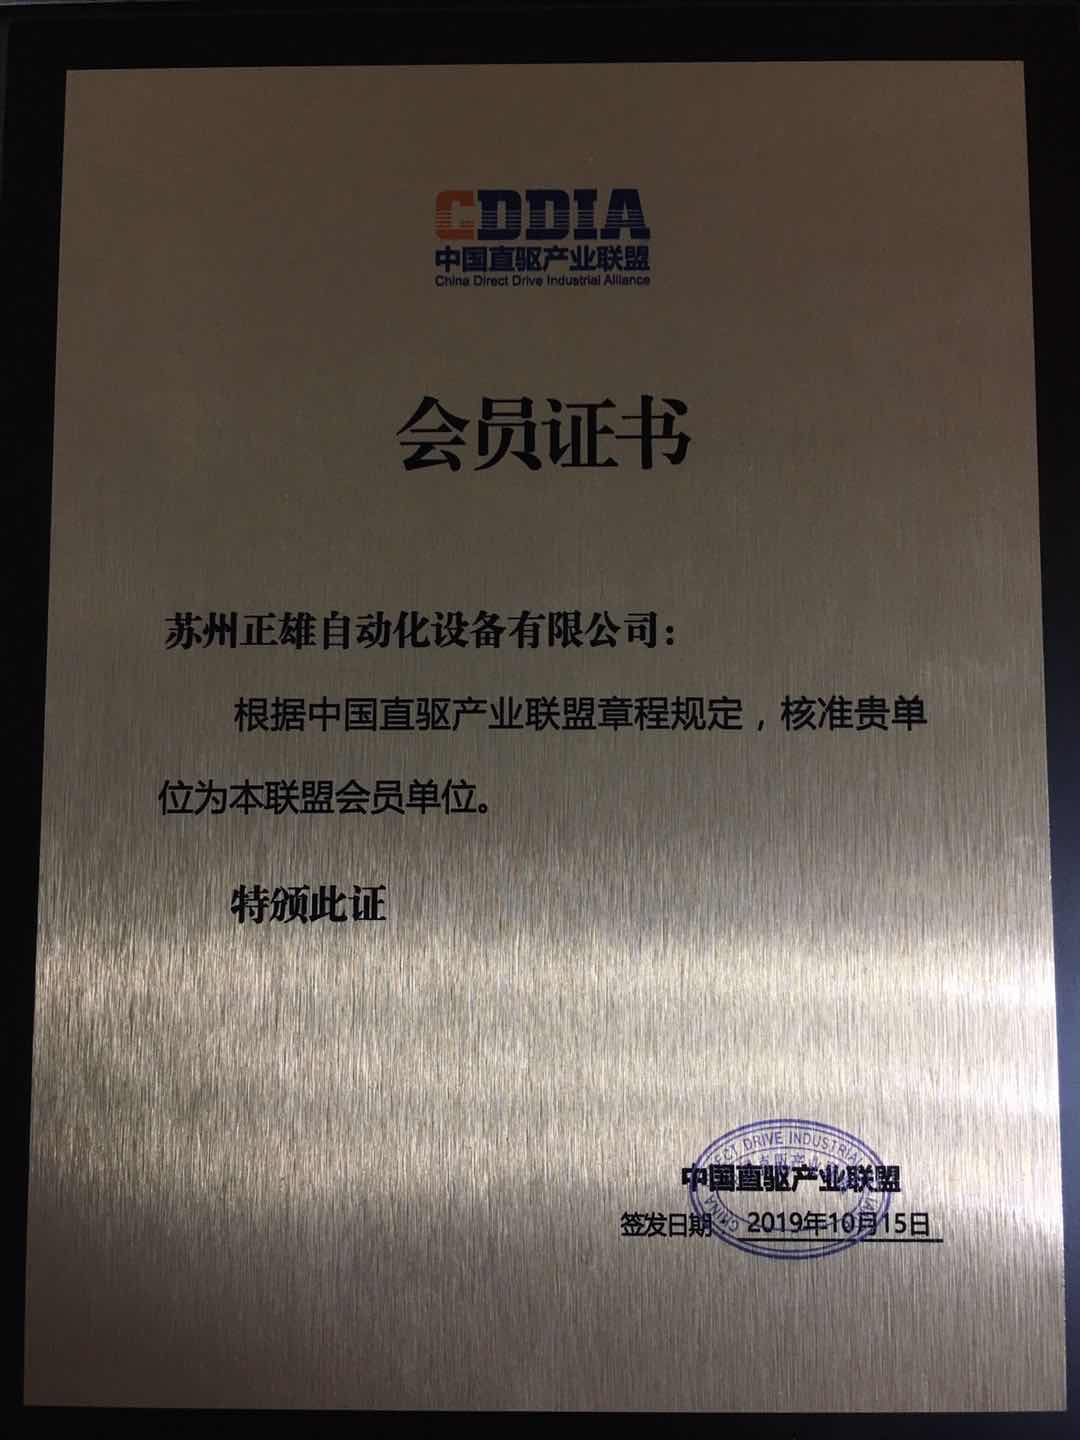 CDDIA
中国直驱产业联盟
China Direct Drive Industrial Alliance
会员证书
苏州正雄自动化设备有限公司：
根据中国直驱产业联盟章程规定，核准贵单
位为本联盟会员单位。
特颁此证
中国直驱产业联盟
签发日期： 2019年10月15日
DRIVE INDUSTRIAL
CHINA